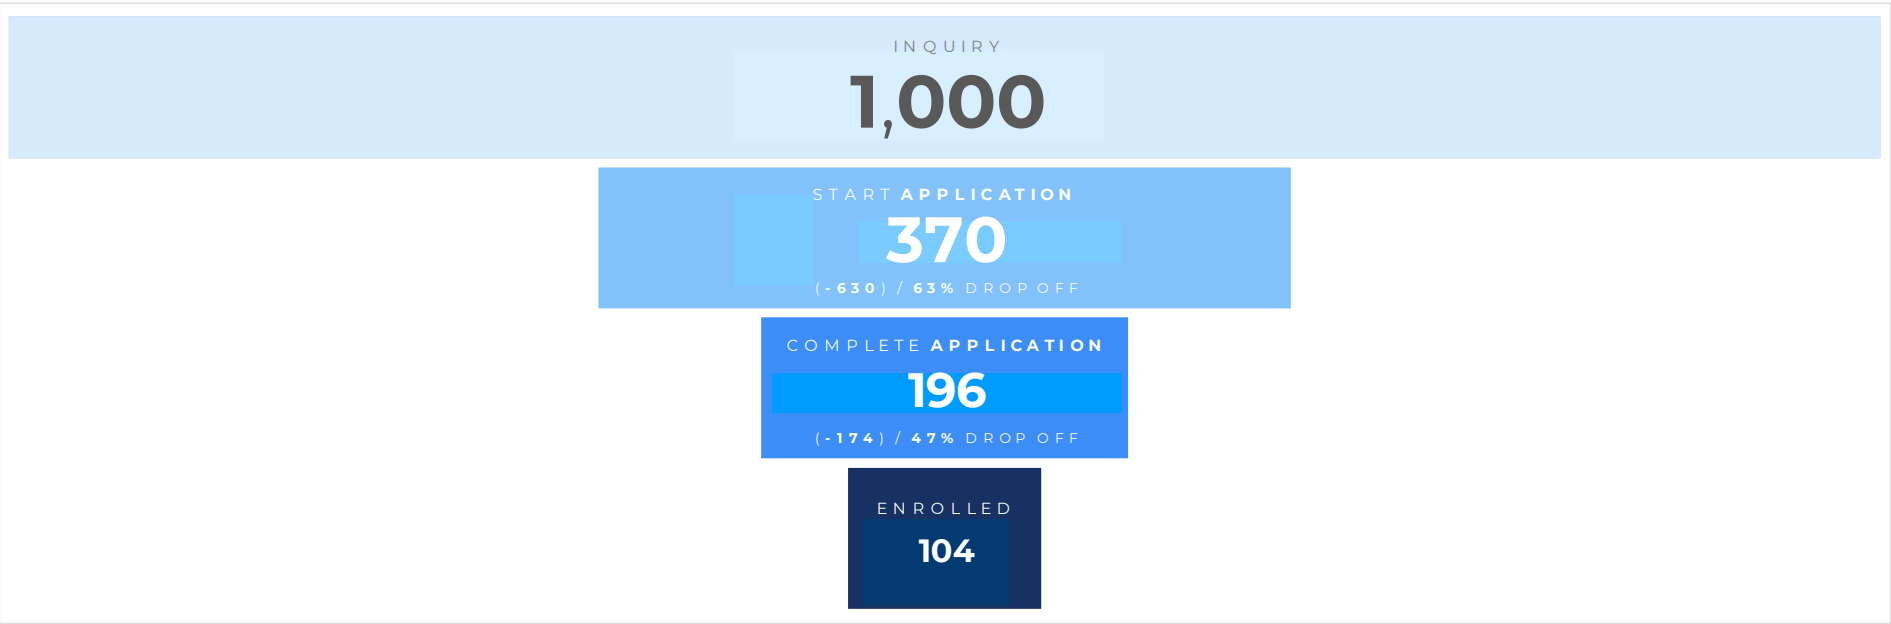 INQUIRY
1,000
START APPLICATION
370
(-630) / 63% DROP OFF
COMPLETE APPLICATION
196
(-174) / 47% DROP OFF
ENROLLED
104